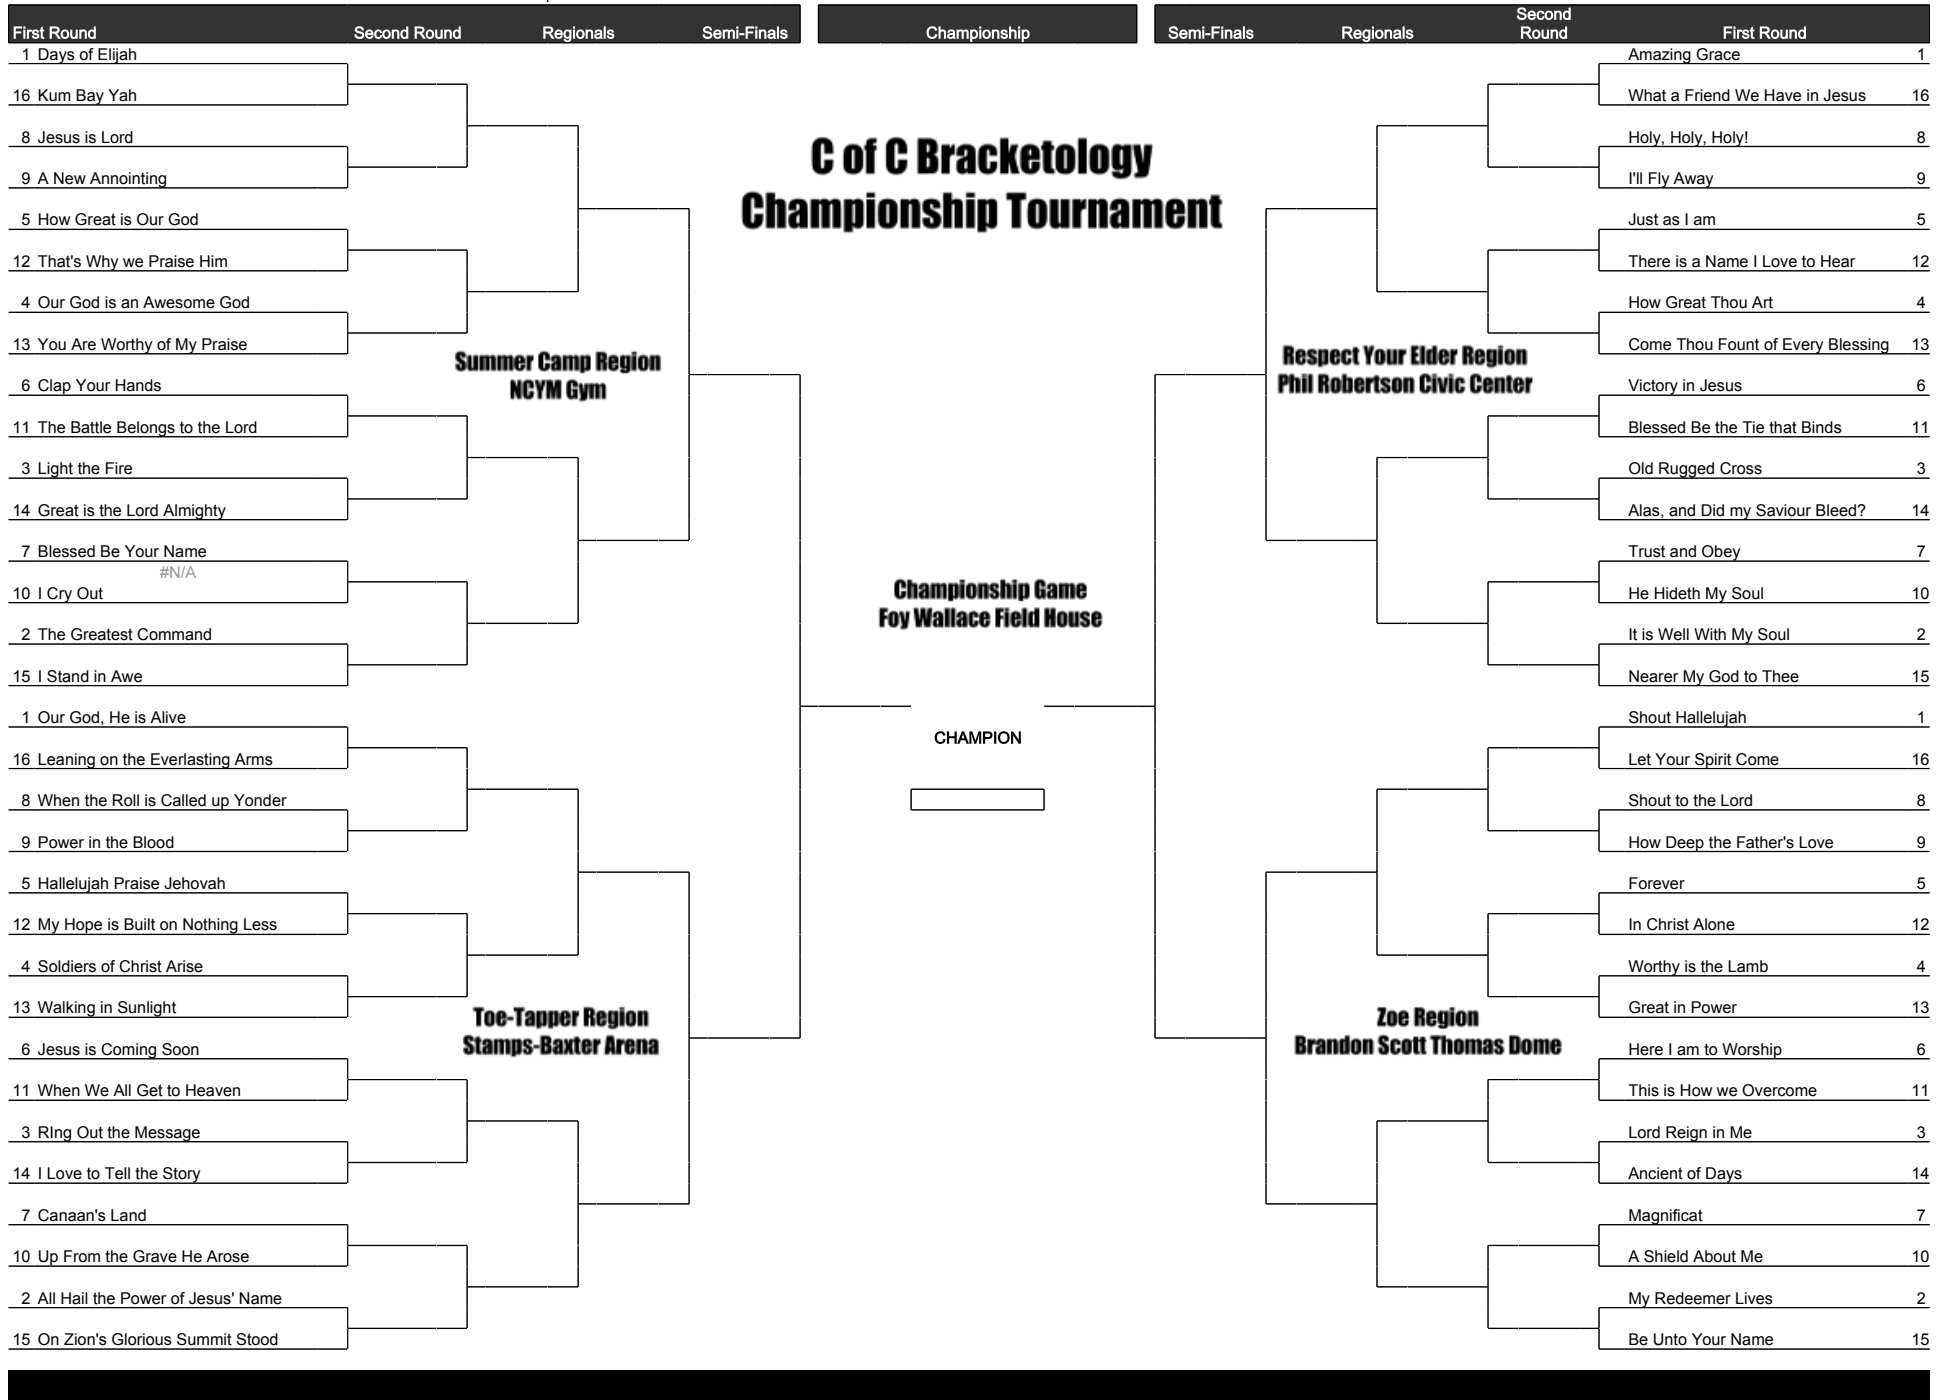 First Round Second Round Regionals Semi-Finals Championship Semi-Finals Regionals Second Round First Round
C of C Bracketology
Championship Tournament
1 Days of Elijah
16 Kum Bay Yah
8 Jesus is Lord
9 A New Annointing
5 How Great is Our God
12 That's Why we Praise Him
4 Our God is an Awesome God
13 You Are Worthy of My Praise
Summer Camp Region
NCYM Gym
6 Clap Your Hands
11 The Battle Belongs to the Lord
3 Light the Fire
14 Great is the Lord Almighty
7 Blessed Be Your Name
#N/A
10 I Cry Out
2 The Greatest Command
15 I Stand in Awe
1 Our God, He is Alive
16 Leaning on the Everlasting Arms
8 When the Roll is Called up Yonder
9 Power in the Blood
5 Hallelujah Praise Jehovah
12 My Hope is Built on Nothing Less
4 Soldiers of Christ Arise
13 Walking in Sunlight
Toe-Tapper Region
Stamps-Baxter Arena
6 Jesus is Coming Soon
11 When We All Get to Heaven
3 RIng Out the Message
14 I Love to Tell the Story
7 Canaan's Land
10 Up From the Grave He Arose
2 All Hail the Power of Jesus' Name
15 On Zion's Glorious Summit Stood
Championship Game
Foy Wallace Field House
CHAMPION
Amazing Grace 1
What a Friend We Have in Jesus 16
Holy, Holy, Holy! 8
I'll Fly Away 9
Just as I am 5
There is a Name I Love to Hear 12
How Great Thou Art 4
Come Thou Fount of Every Blessing 13
Respect Your Elder Region
Phil Robertson Civic Center
Victory in Jesus 6
Blessed Be the Tie that Binds 11
Old Rugged Cross 3
Alas, and Did my Saviour Bleed? 14
Trust and Obey 7
He Hideth My Soul 10
It is Well With My Soul 2
Nearer My God to Thee 15
Shout Hallelujah 1
Let Your Spirit Come 16
Shout to the Lord 8
How Deep the Father's Love 9
Forever 5
In Christ Alone 12
Worthy is the Lamb 4
Great in Power 13
Zoe Region
Brandon Scott Thomas Dome
Here I am to Worship 6
This is How we Overcome 11
Lord Reign in Me 3
Ancient of Days 14
Magnificat 7
A Shield About Me 10
My Redeemer Lives 2
Be Unto Your Name 15